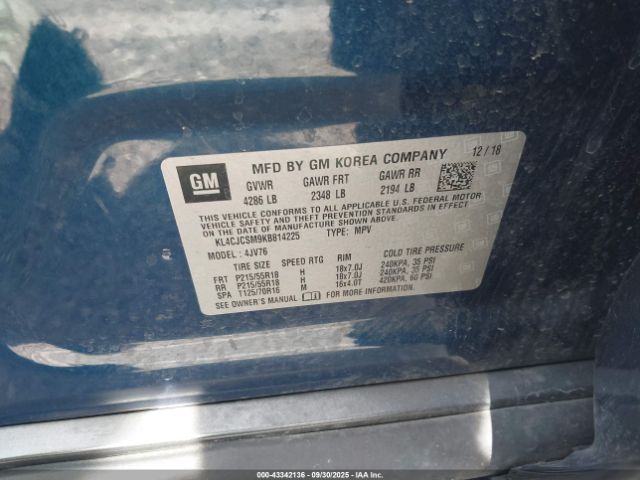 GM
MFD BY GM KOREA COMPANY 12/18
GVWR GAWR FRT GAWR RR
4286 LB 2348 LB 2194 LB
THIS VEHICLE CONFORMS TO ALL APPLICABLE U.S. FEDERAL MOTOR
VEHICLE SAFETY, BUMPER, AND THEFT PREVENTION STANDARDS IN
EFFECT ON THE DATE OF MANUFACTURE SHOWN ABOVE.
KL4CJCSM9KB814225 TYPE: MPV
MODEL: 4JV76
TIRE SIZE SPEED RTG RIM COLD TIRE PRESSURE
FRT P215/55R18 H 18x7.0J 240KPA, 35 PSI
RR P215/55R18 H 18x7.0J 240KPA, 35 PSI
SPA T125/70R16 M 16x4.0T 420KPA, 60 PSI
SEE OWNER'S MANUAL FOR ADDITIONAL INFORMATION.
000-43342136 - 09/30/2025 - IAAI.COM